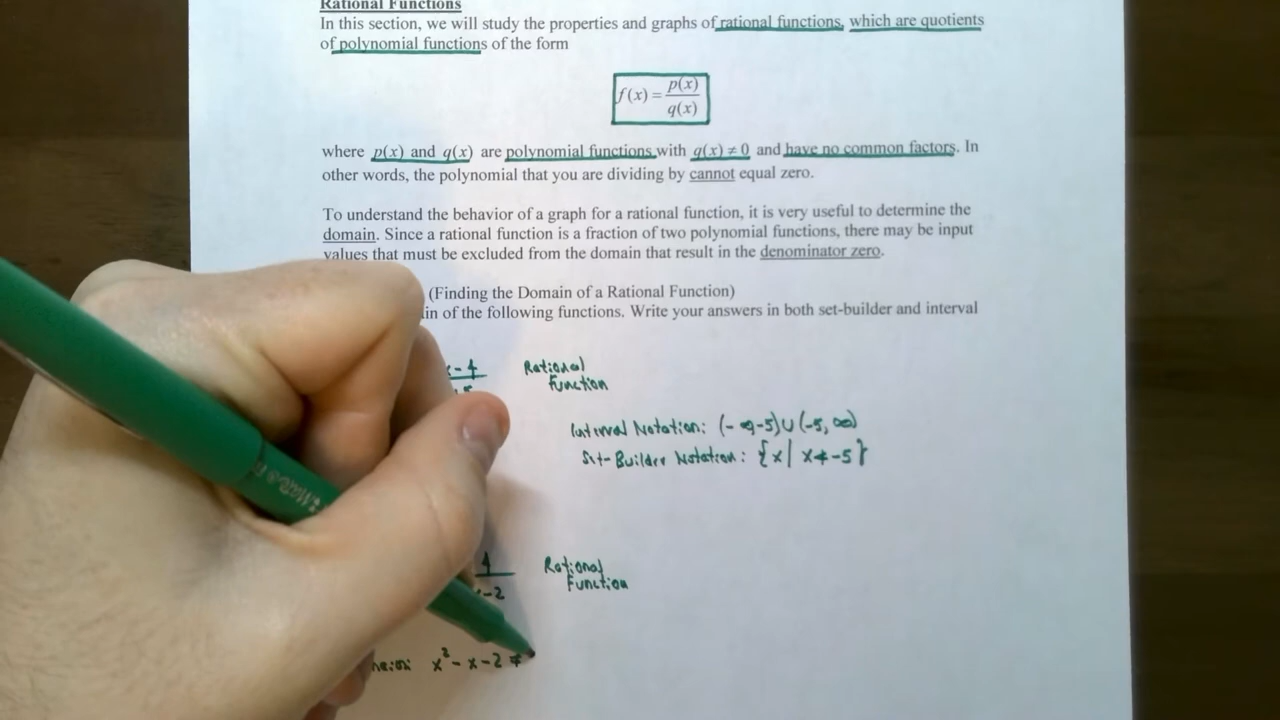 Rational Functions
In this section, we will study the properties and graphs of rational functions, which are quotients
of polynomial functions of the form
f(x) = p(x)/q(x)
where p(x) and q(x) are polynomial functions with q(x) ≠ 0 and have no common factors. In
other words, the polynomial that you are dividing by cannot equal zero.
To understand the behavior of a graph for a rational function, it is very useful to determine the
domain. Since a rational function is a fraction of two polynomial functions, there may be input
values that must be excluded from the domain that result in the denominator zero.
(Finding the Domain of a Rational Function)
of the following functions. Write your answers in both set-builder and interval
x-4
Rational
Function
Interval Notation: (-∞,-5)∪(-5,∞)
Set-Builder Notation: {x| x≠-5}
4
-2
Rational
Function
x²-x-2 ≠